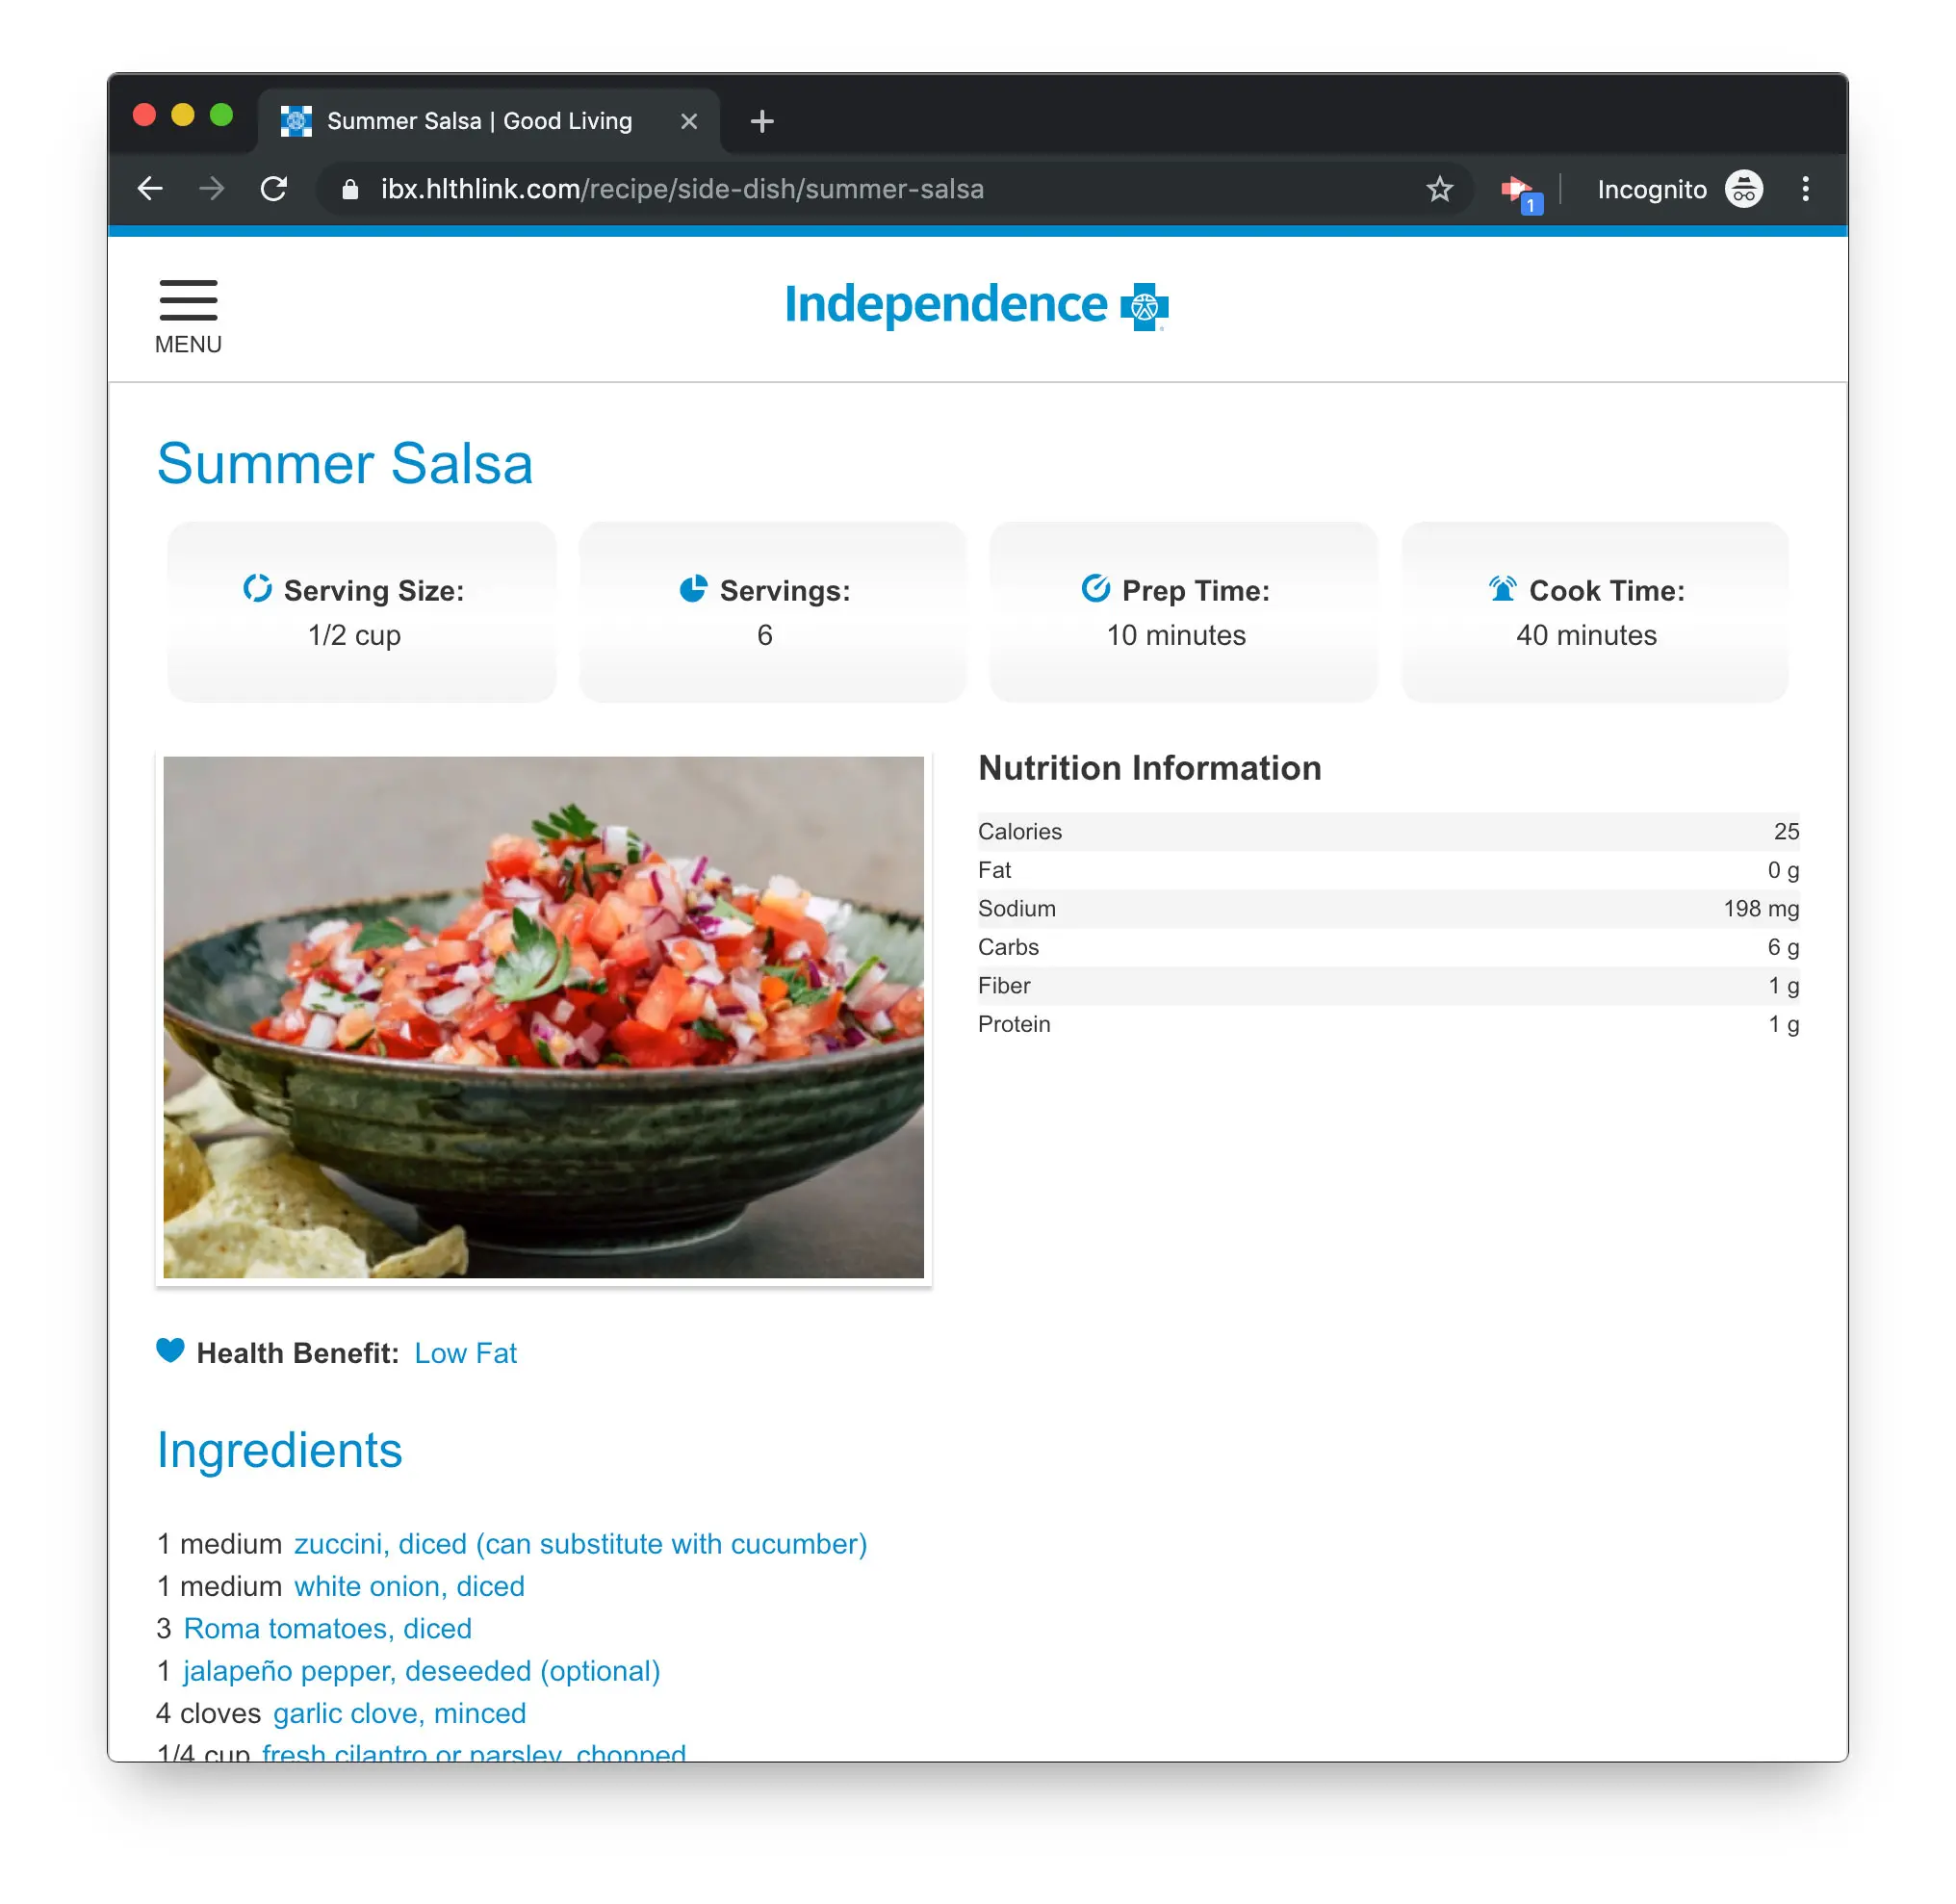 Summer Salsa | Good Living
ibx.hlthlink.com/recipe/side-dish/summer-salsa
1
Incognito
MENU
Independence
Summer Salsa
Serving Size:
1/2 cup
Servings:
6
Prep Time:
10 minutes
Cook Time:
40 minutes
Nutrition Information
Calories 25
Fat 0 g
Sodium 198 mg
Carbs 6 g
Fiber 1 g
Protein 1 g
Health Benefit: Low Fat
Ingredients
1 medium zuccini, diced (can substitute with cucumber)
1 medium white onion, diced
3 Roma tomatoes, diced
1 jalapeño pepper, deseeded (optional)
4 cloves garlic clove, minced
1/4 cup fresh cilantro or parsley, chopped